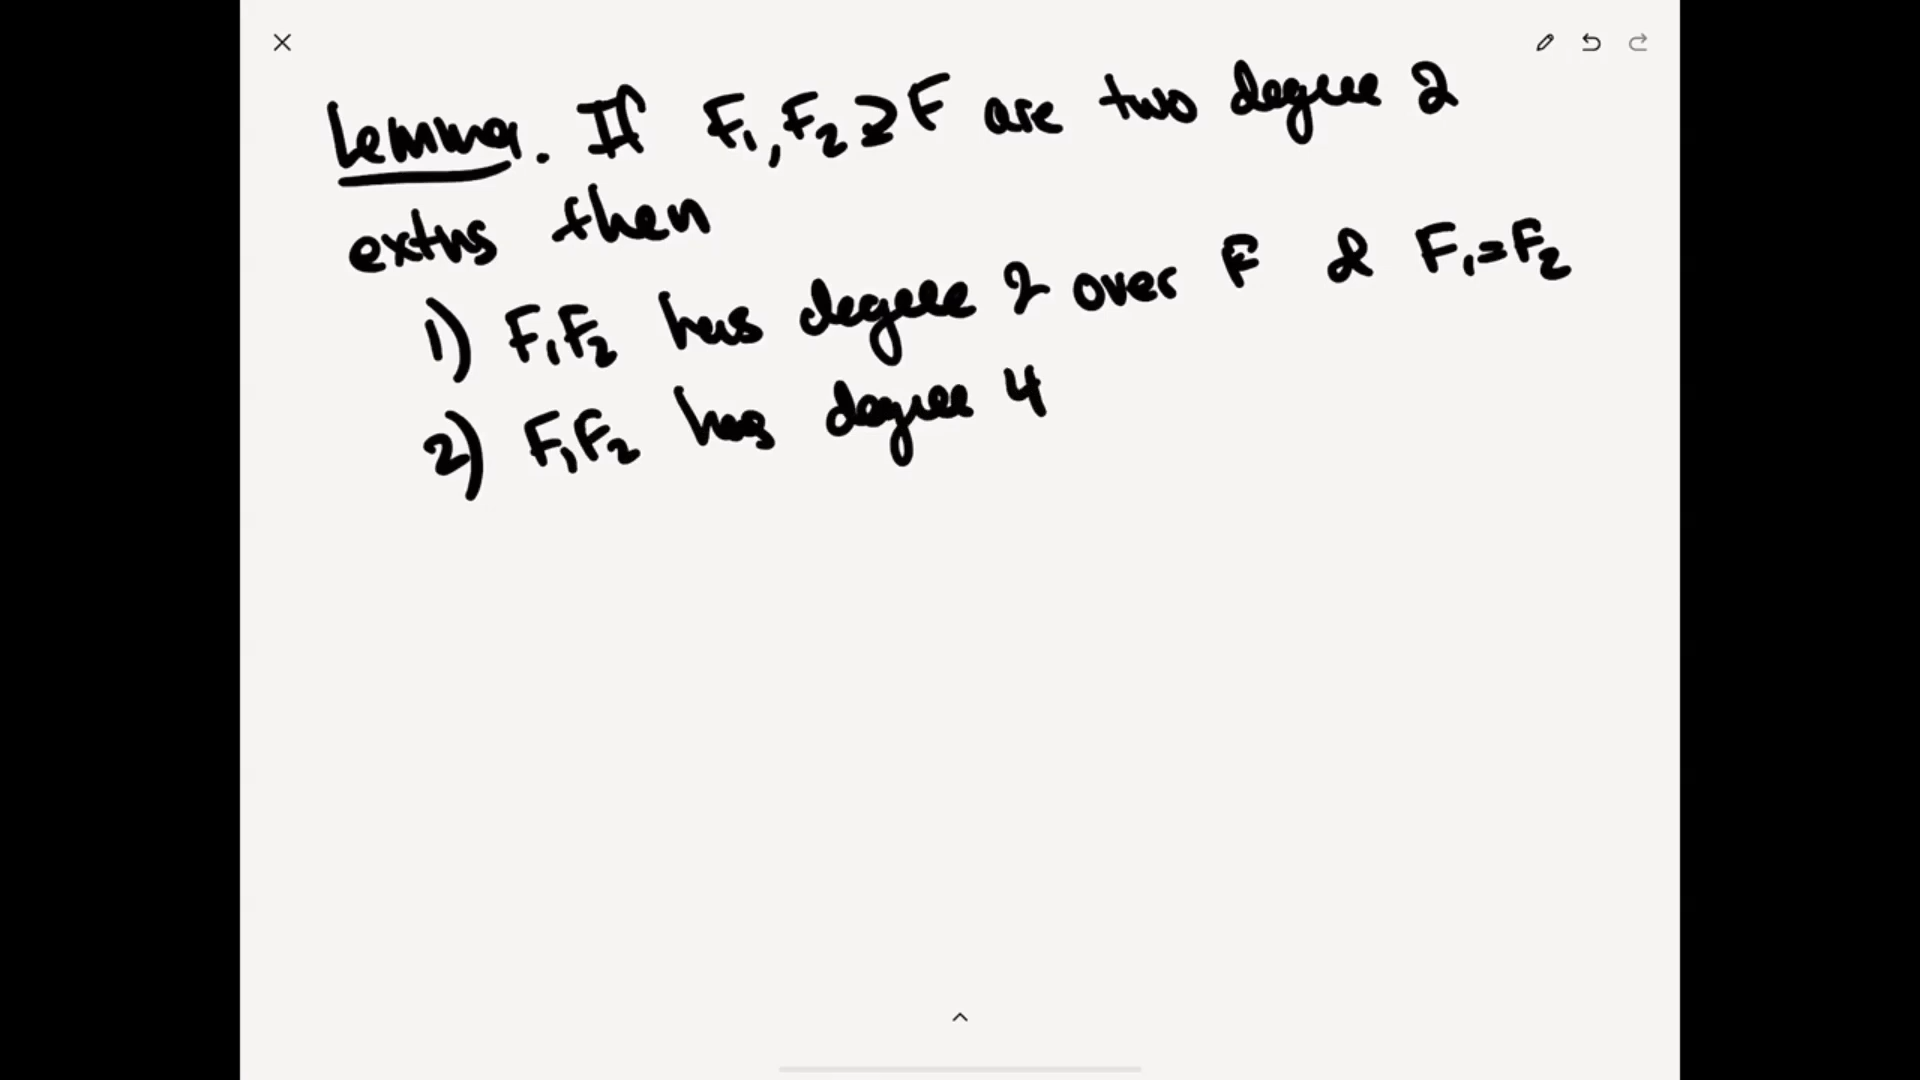 Lemma. If F₁, F₂ ⊇ F are two degree 2
extns then
1) F₁F₂ has degree 2 over F & F₁=F₂
2) F₁F₂ has degree 4